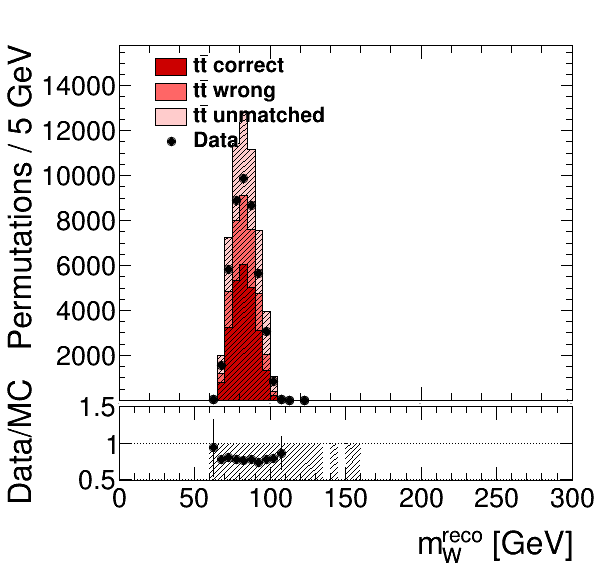 Permutations / 5 GeV
14000
12000
10000
8000
6000
4000
2000
tt̄ correct
tt̄ wrong
tt̄ unmatched
Data
Data/MC
1.5
1
0.5
0 50 100 150 200 250 300
m_W^reco [GeV]